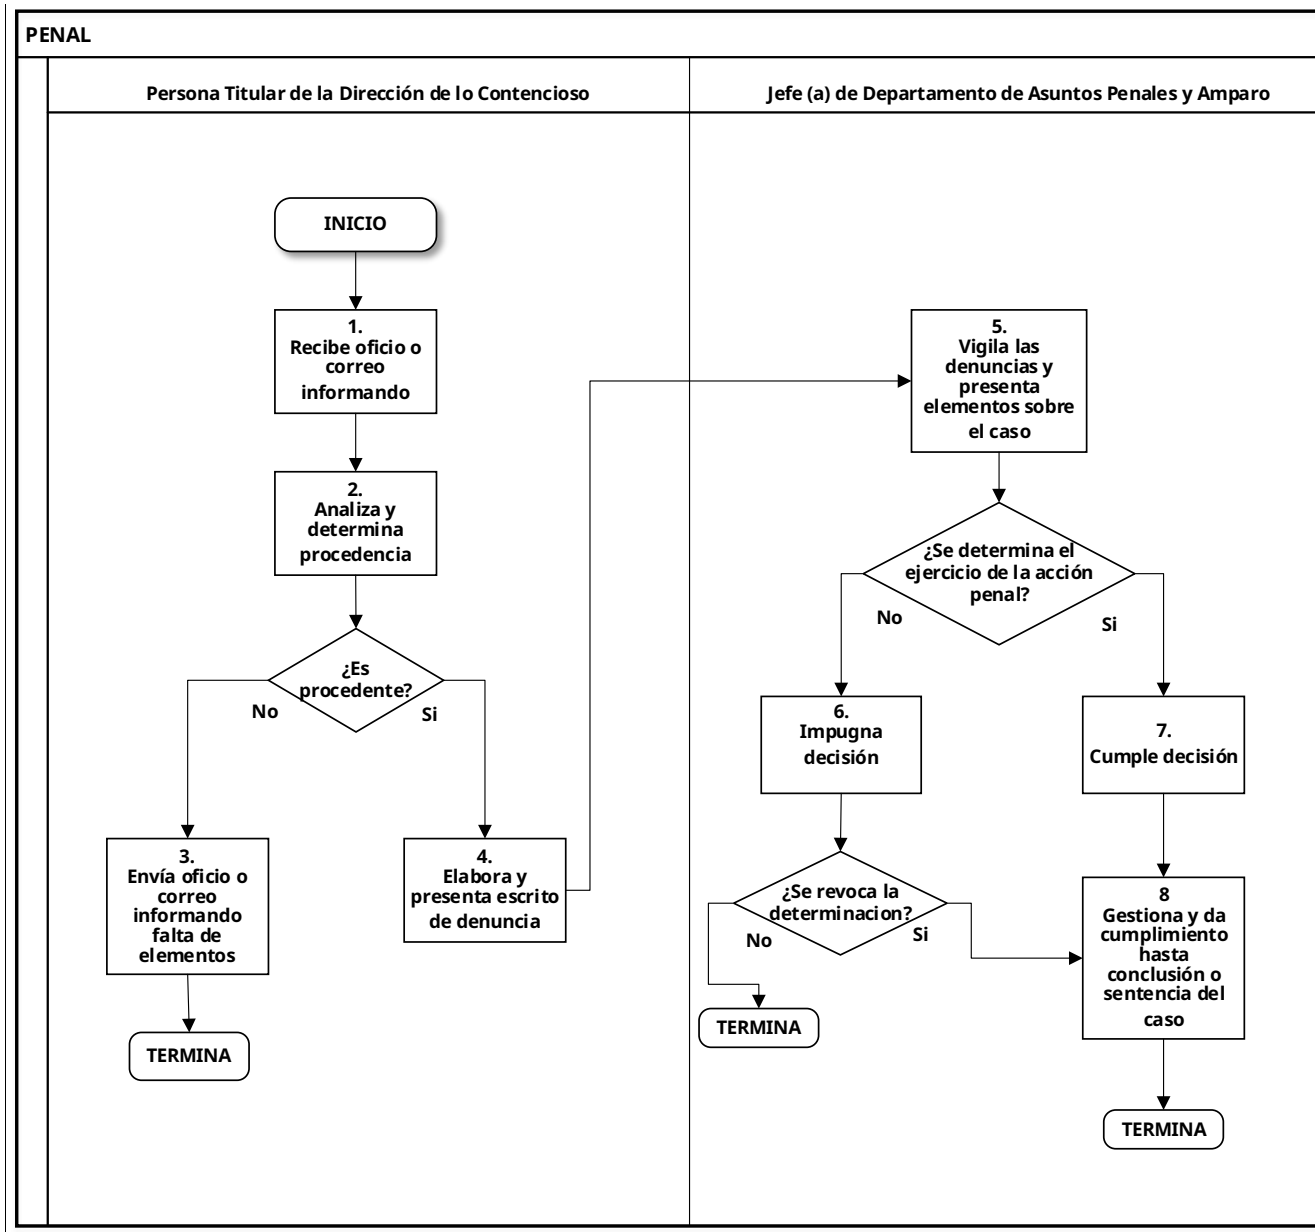 PENAL
Persona Titular de la Dirección de lo Contencioso
Jefe (a) de Departamento de Asuntos Penales y Amparo
INICIO
1.
Recibe oficio o
correo
informando
2.
Analiza y
determina
procedencia
¿Es
procedente?
No
Si
3.
Envía oficio o
correo
informando
falta de
elementos
TERMINA
4.
Elabora y
presenta escrito
de denuncia
5.
Vigila las
denuncias y
presenta
elementos sobre
el caso
¿Se determina el
ejercicio de la acción
penal?
No
Si
6.
Impugna
decisión
7.
Cumple decisión
¿Se revoca la
determinacion?
No
Si
TERMINA
8
Gestiona y da
cumplimiento
hasta
conclusión o
sentencia del
caso
TERMINA